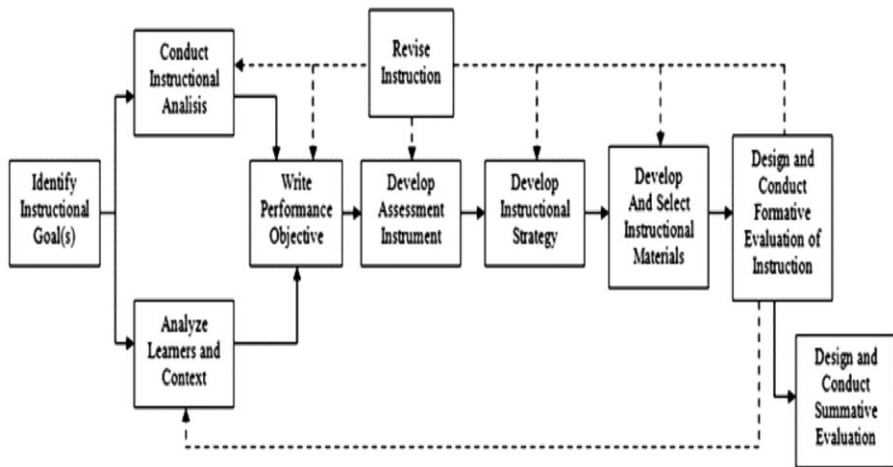 Conduct
Instructional
Analisis
Revise
Instruction
Identify
Instructional
Goal(s)
Write
Performance
Objective
Develop
Assessment
Instrument
Develop
Instructional
Strategy
Develop
And Select
Instructional
Materials
Design and
Conduct
Formative
Evaluation of
Instruction
Analyze
Learners and
Context
Design and
Conduct
Summative
Evaluation